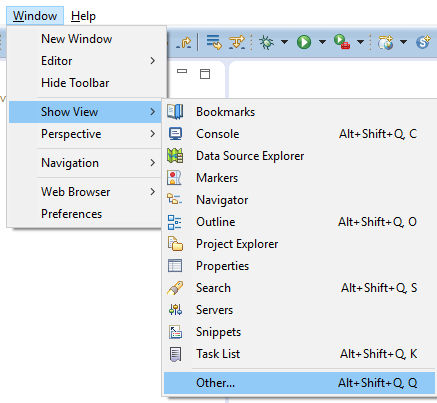 Window Help
New Window
Editor
Hide Toolbar
Show View
Perspective
Navigation
Web Browser
Preferences
Bookmarks
Console Alt+Shift+Q, C
Data Source Explorer
Markers
Navigator
Outline Alt+Shift+Q, O
Project Explorer
Properties
Search Alt+Shift+Q, S
Servers
Snippets
Task List Alt+Shift+Q, K
Other... Alt+Shift+Q, Q